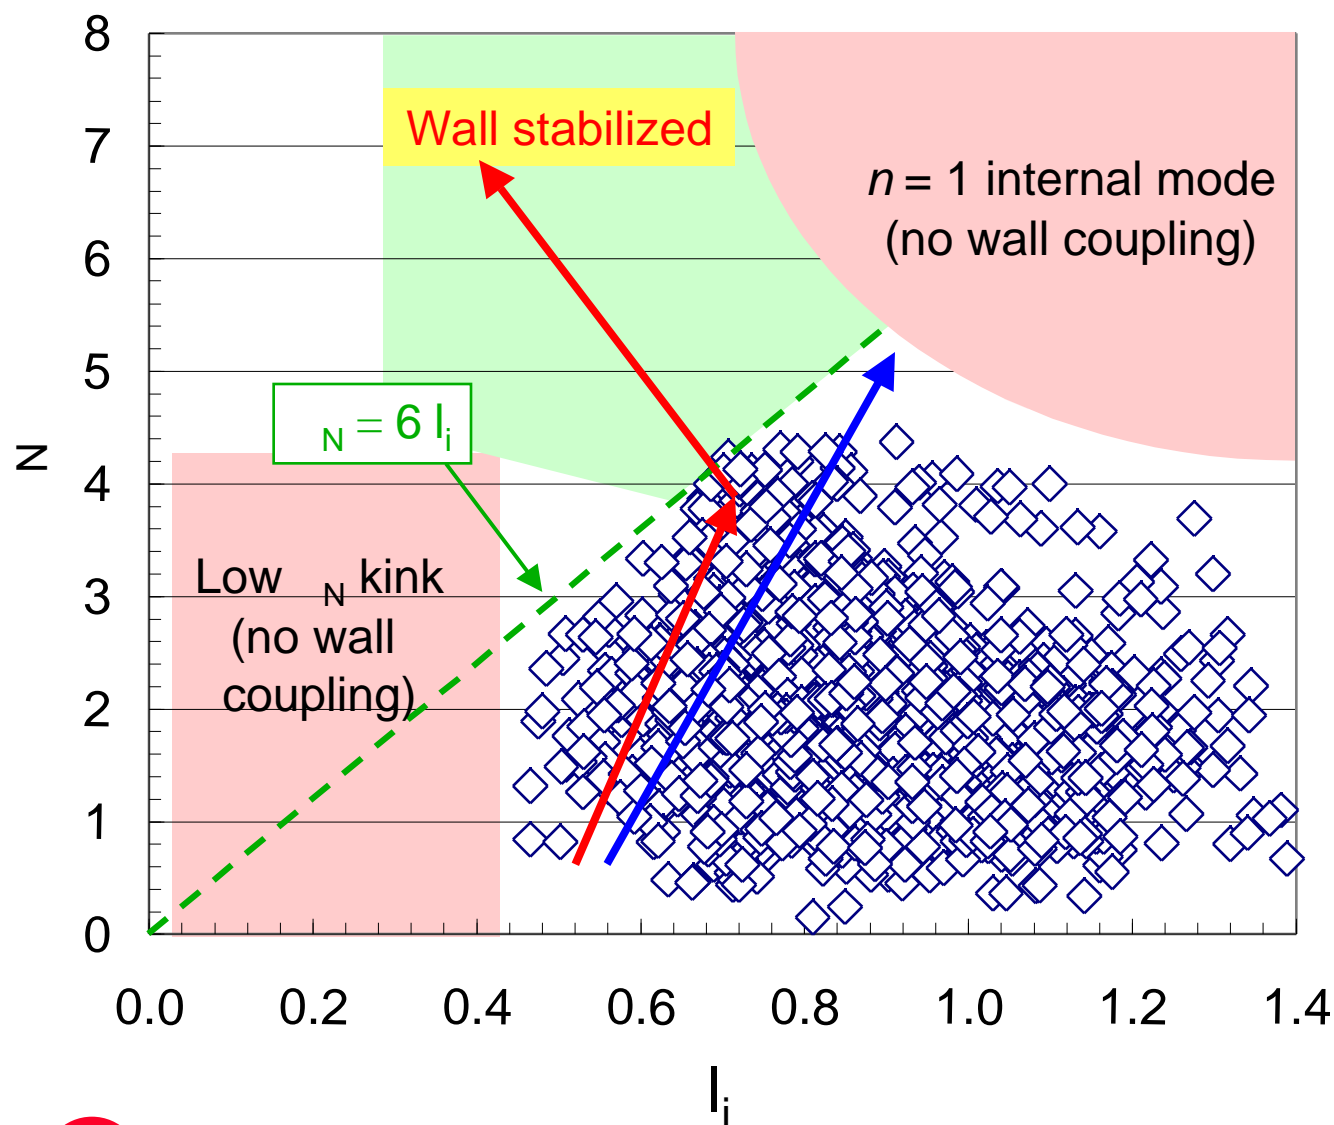 8
7
6
5
4
3
2
1
0
N
Wall stabilized
n = 1 internal mode
(no wall coupling)
N = 6 li
Low N kink
(no wall
coupling)
0.0 0.2 0.4 0.6 0.8 1.0 1.2 1.4
li